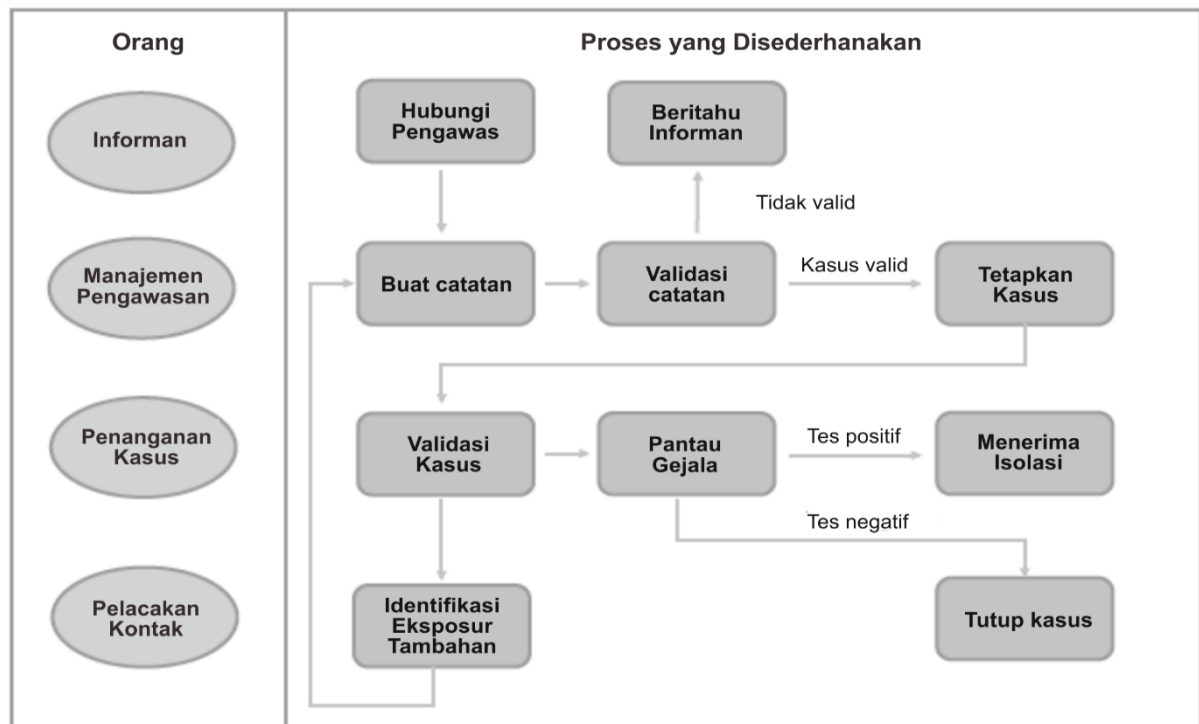 Orang
Proses yang Disederhanakan
Informan
Hubungi
Pengawas
Beritahu
Informan
Tidak valid
Manajemen
Pengawasan
Buat catatan
Validasi
catatan
Kasus valid
Tetapkan
Kasus
Penanganan
Kasus
Validasi
Kasus
Pantau
Gejala
Tes positif
Menerima
Isolasi
Tes negatif
Pelacakan
Kontak
Identifikasi
Eksposur
Tambahan
Tutup kasus